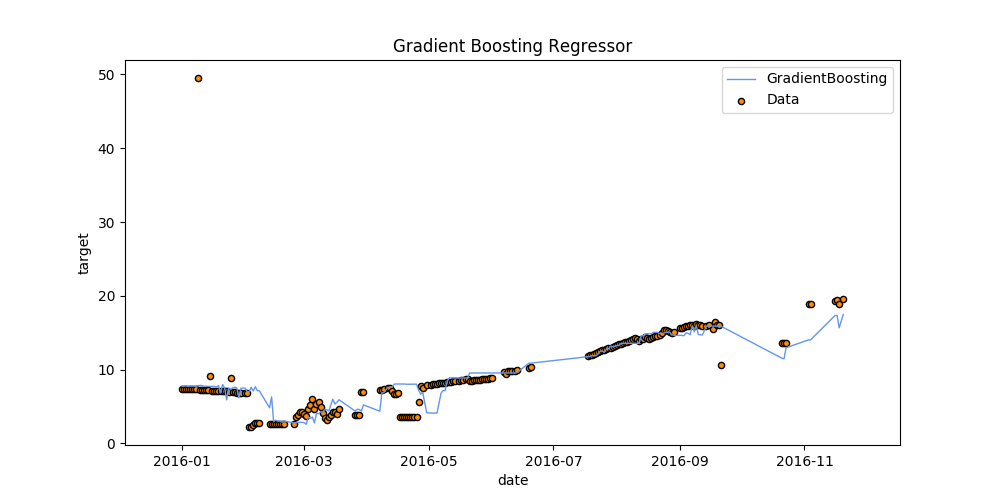 Gradient Boosting Regressor
GradientBoosting
Data
50
40
30
20
10
0
target
2016-01 2016-03 2016-05 2016-07 2016-09 2016-11
date